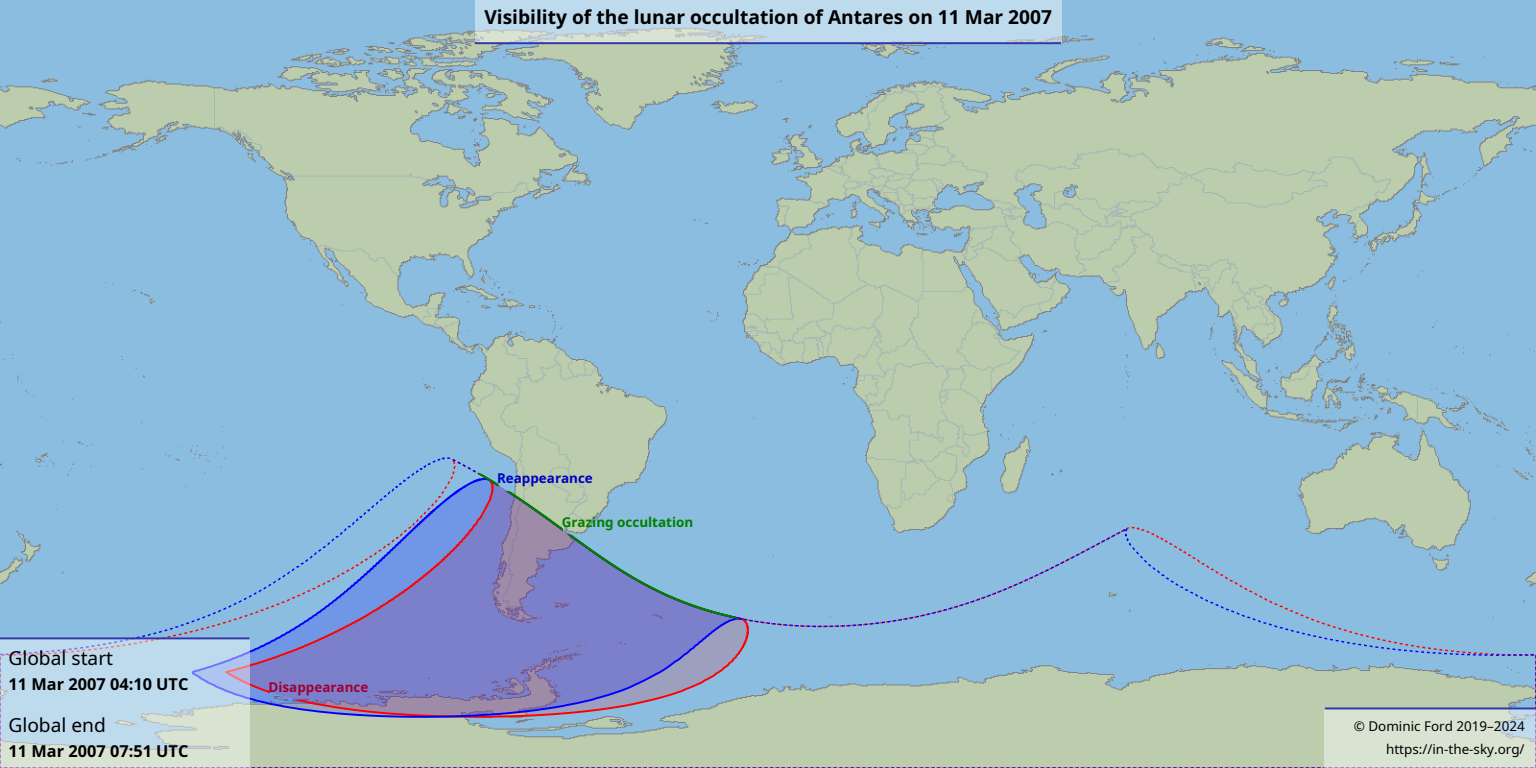 Visibility of the lunar occultation of Antares on 11 Mar 2007
Reappearance
Grazing occultation
Disappearance
Global start
11 Mar 2007 04:10 UTC
Global end
11 Mar 2007 07:51 UTC
© Dominic Ford 2019–2024
https://in-the-sky.org/